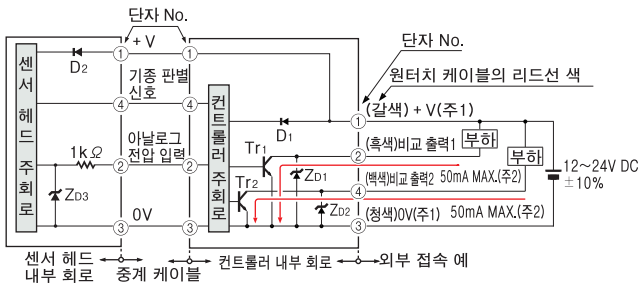 단자 No.
+ V
단자 No.
원터치 케이블의 리드선 색
① ① 
D2
기종 판별
신호
④ ④
센서 헤드 주회로
컨트롤러 주회로
D1
(갈색) + V(주1)
①
부하
부하
Tr1
(흑색)비교 출력1
②
1kΩ
아날로그
전압 입력
② ②
ZD1
12~24V DC
±10%
Tr2
(백색)비교 출력2 50mA MAX.(주2)
④
ZD3
ZD2
0V
③ ③
(청색)0V(주1) 50mA MAX.(주2)
③
센서 헤드
내부 회로
중계 케이블
컨트롤러 내부 회로
외부 접속 예